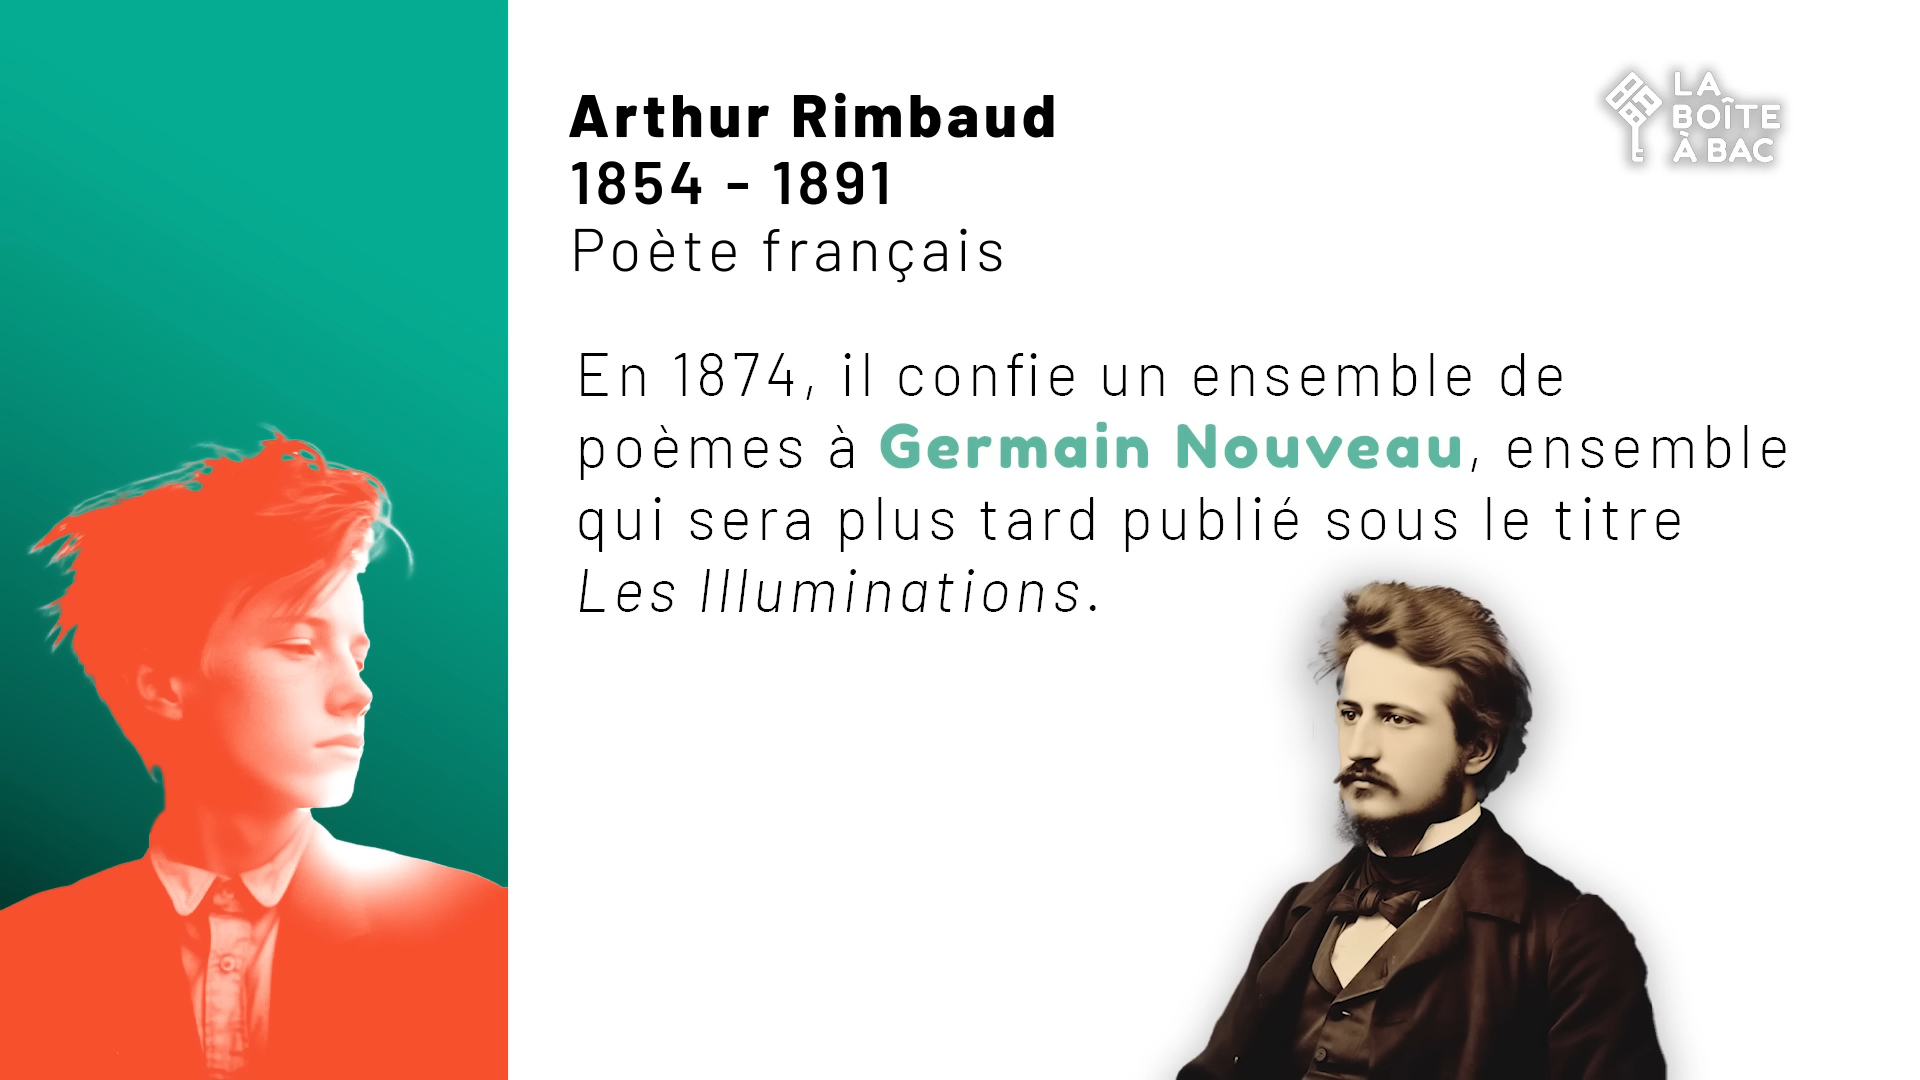 Arthur Rimbaud
1854 - 1891
Poète français
LA
BOÎTE
À BAC
En 1874, il confie un ensemble de
poèmes à Germain Nouveau, ensemble
qui sera plus tard publié sous le titre
Les Illuminations.